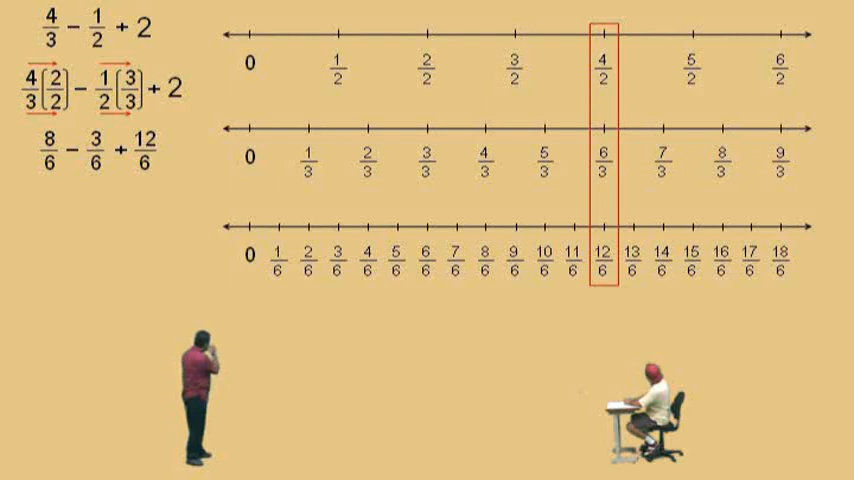 4/3 − 1/2 + 2
4/3(2/2) − 1/2(3/3) + 2
8/6 − 3/6 + 12/6
0 1/2 2/2 3/2 4/2 5/2 6/2
0 1/3 2/3 3/3 4/3 5/3 6/3 7/3 8/3 9/3
0 1/6 2/6 3/6 4/6 5/6 6/6 7/6 8/6 9/6 10/6 11/6 12/6 13/6 14/6 15/6 16/6 17/6 18/6